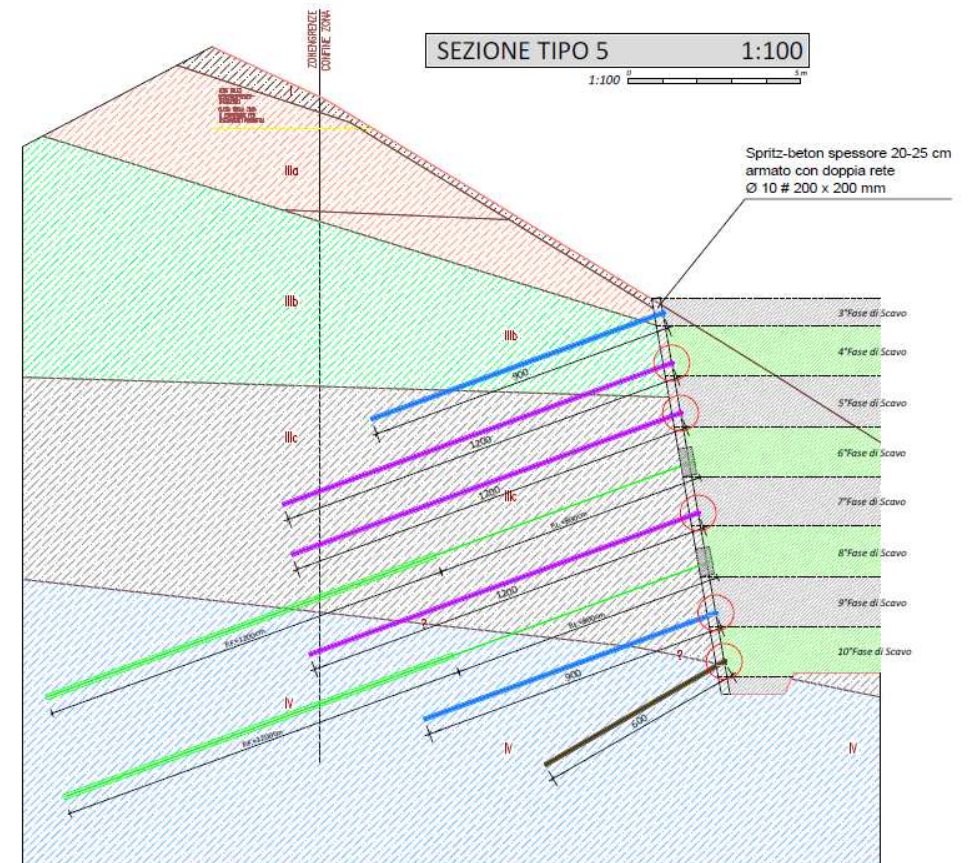 ZONENGRENZE
CONFINE ZONA
SEZIONE TIPO 5 1:100
1:100 0 5 m
Spritz-beton spessore 20-25 cm
armato con doppia rete
Ø 10 # 200 x 200 mm
IIIa
IIIb
IIIb
IIIc
IIIc
IV
IV
IV
?
?
3°Fase di Scavo
4°Fase di Scavo
5°Fase di Scavo
6°Fase di Scavo
7°Fase di Scavo
8°Fase di Scavo
9°Fase di Scavo
10°Fase di Scavo
900
1200
1200
1200
900
600